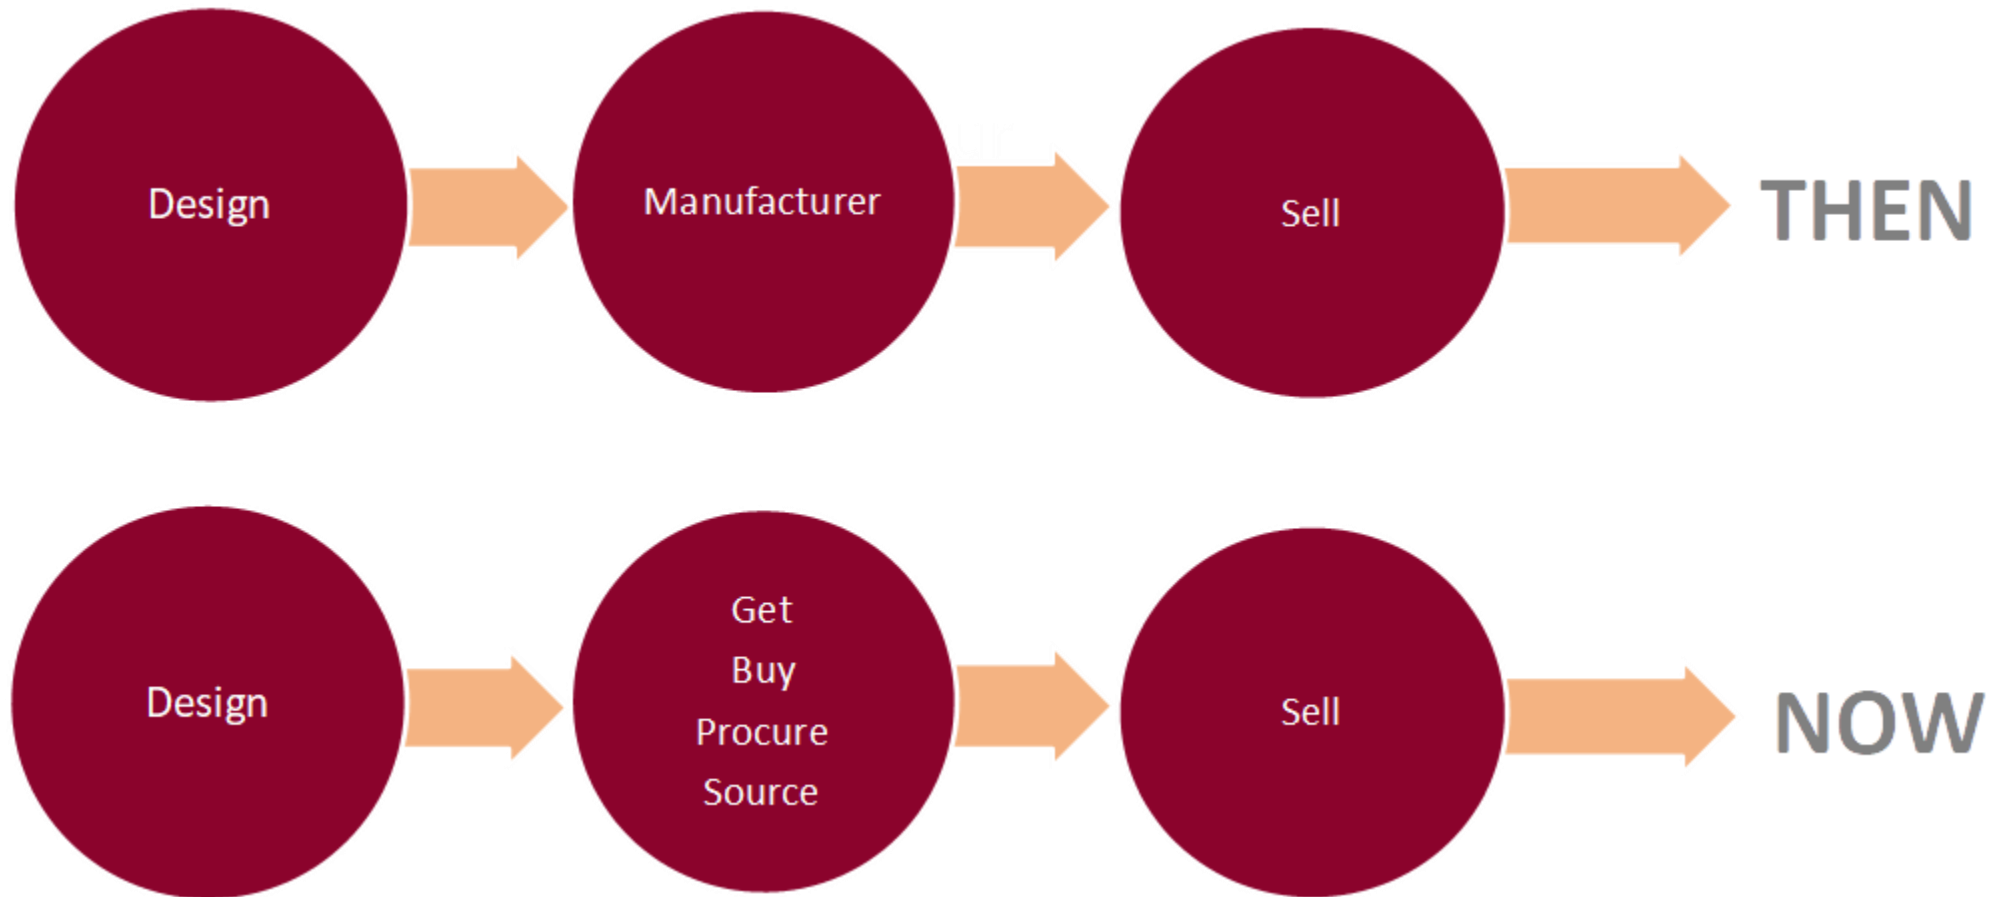 Design
Manufacturer
Sell
THEN
Design
Get
Buy
Procure
Source
Sell
NOW